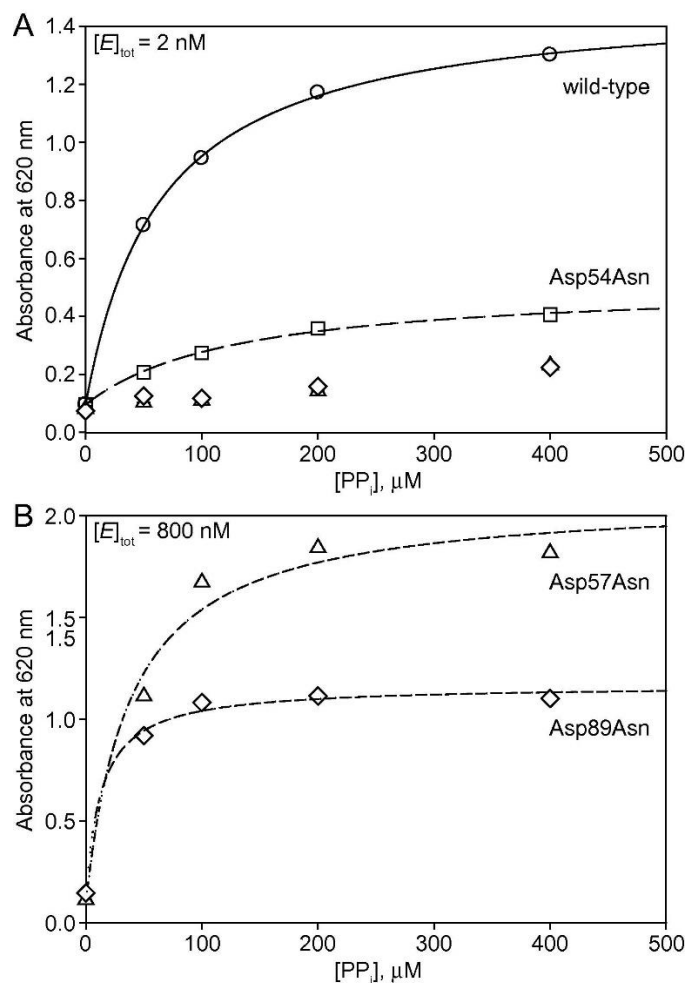 A
[E]tot = 2 nM
1.4
1.2
1.0
0.8
0.6
0.4
0.2
0.0
Absorbance at 620 nm
wild-type
Asp54Asn
0 100 200 300 400 500
[PPi], μM
B
[E]tot = 800 nM
2.0
1.5
1.5
1.0
0.5
0.0
Absorbance at 620 nm
Asp57Asn
Asp89Asn
0 100 200 300 400 500
[PPi], μM